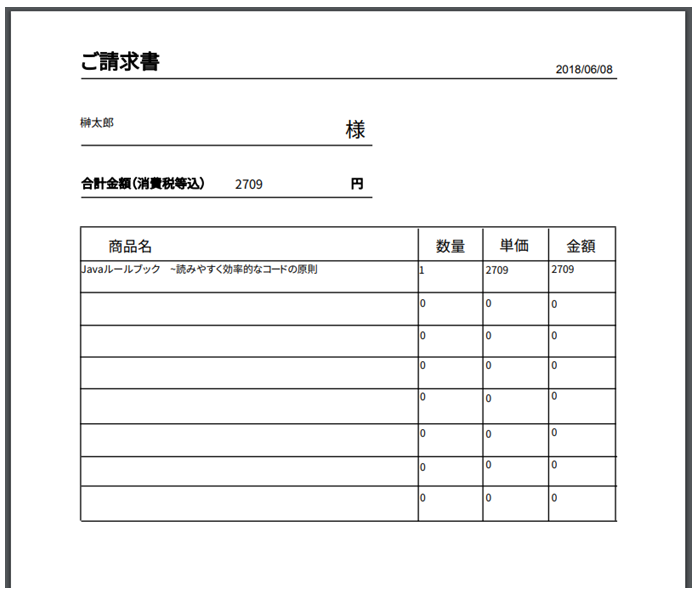 ご請求書
2018/06/08
榊太郎 様
合計金額(消費税等込) 2709 円
商品名 数量 単価 金額
Javaルールブック ~読みやすく効率的なコードの原則 1 2709 2709
0 0 0
0 0 0
0 0 0
0 0 0
0 0 0
0 0 0
0 0 0